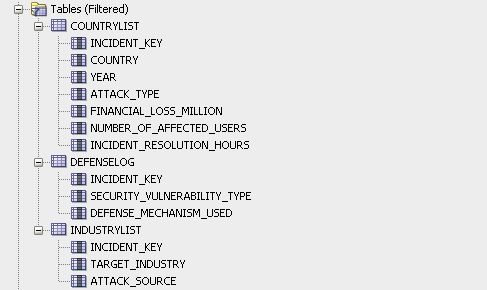 Tables (Filtered)
COUNTRYLIST
INCIDENT_KEY
COUNTRY
YEAR
ATTACK_TYPE
FINANCIAL_LOSS_MILLION
NUMBER_OF_AFFECTED_USERS
INCIDENT_RESOLUTION_HOURS
DEFENSELOG
INCIDENT_KEY
SECURITY_VULNERABILITY_TYPE
DEFENSE_MECHANISM_USED
INDUSTRYLIST
INCIDENT_KEY
TARGET_INDUSTRY
ATTACK_SOURCE